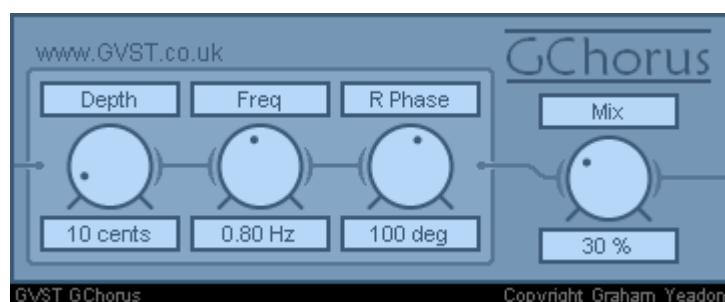 www.GVST.co.uk
GChorus
Depth
Freq
R Phase
Mix
10 cents
0.80 Hz
100 deg
30 %
GVST GChorus
Copyright Graham Yeadon